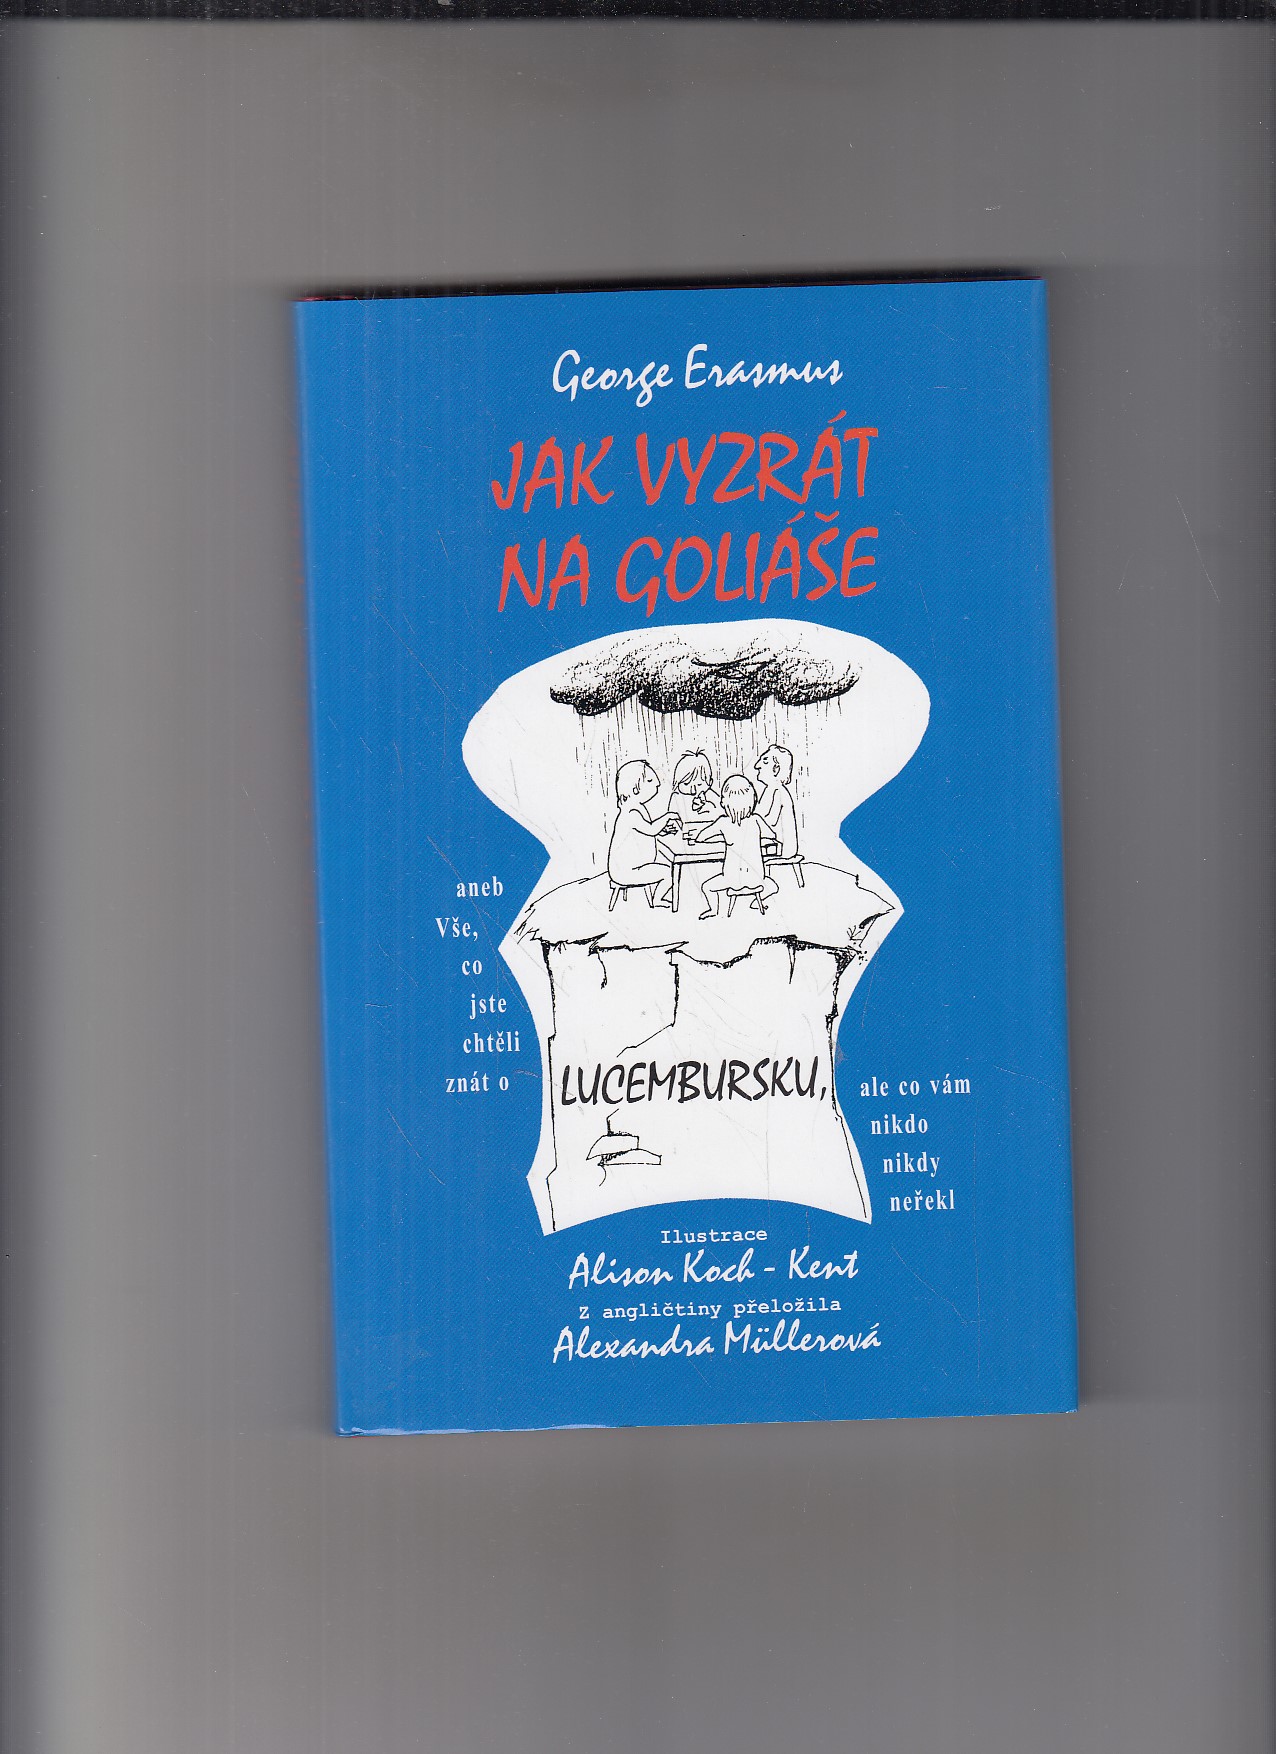 George Erasmus
JAK VYZRÁT
NA GOLIÁŠE
aneb
Vše,
co
jste
chtěli
znát o
LUCEMBURSKU,
ale co vám
nikdo
nikdy
neřekl
Ilustrace
Alison Koch - Kent
Z angličtiny přeložila
Alexandra Müllerová